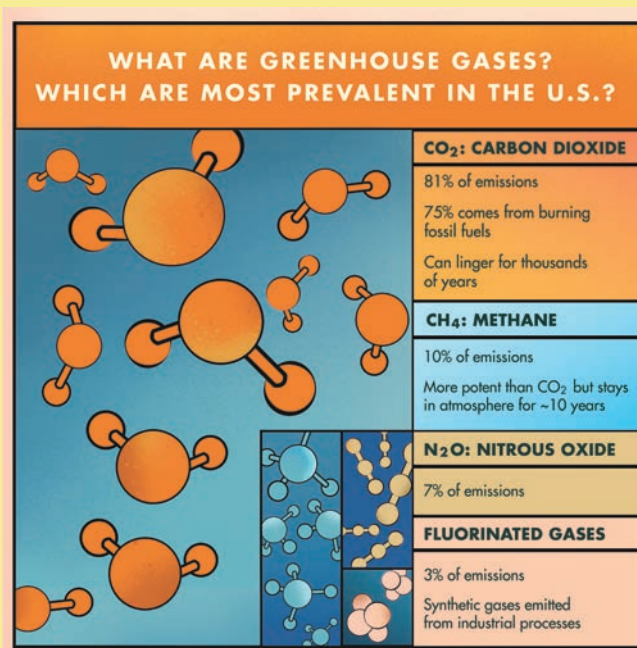 WHAT ARE GREENHOUSE GASES?
WHICH ARE MOST PREVALENT IN THE U.S.?
CO₂: CARBON DIOXIDE
81% of emissions
75% comes from burning
fossil fuels
Can linger for thousands
of years
CH₄: METHANE
10% of emissions
More potent than CO₂ but stays
in atmosphere for ~10 years
N₂O: NITROUS OXIDE
7% of emissions
FLUORINATED GASES
3% of emissions
Synthetic gases emitted
from industrial processes